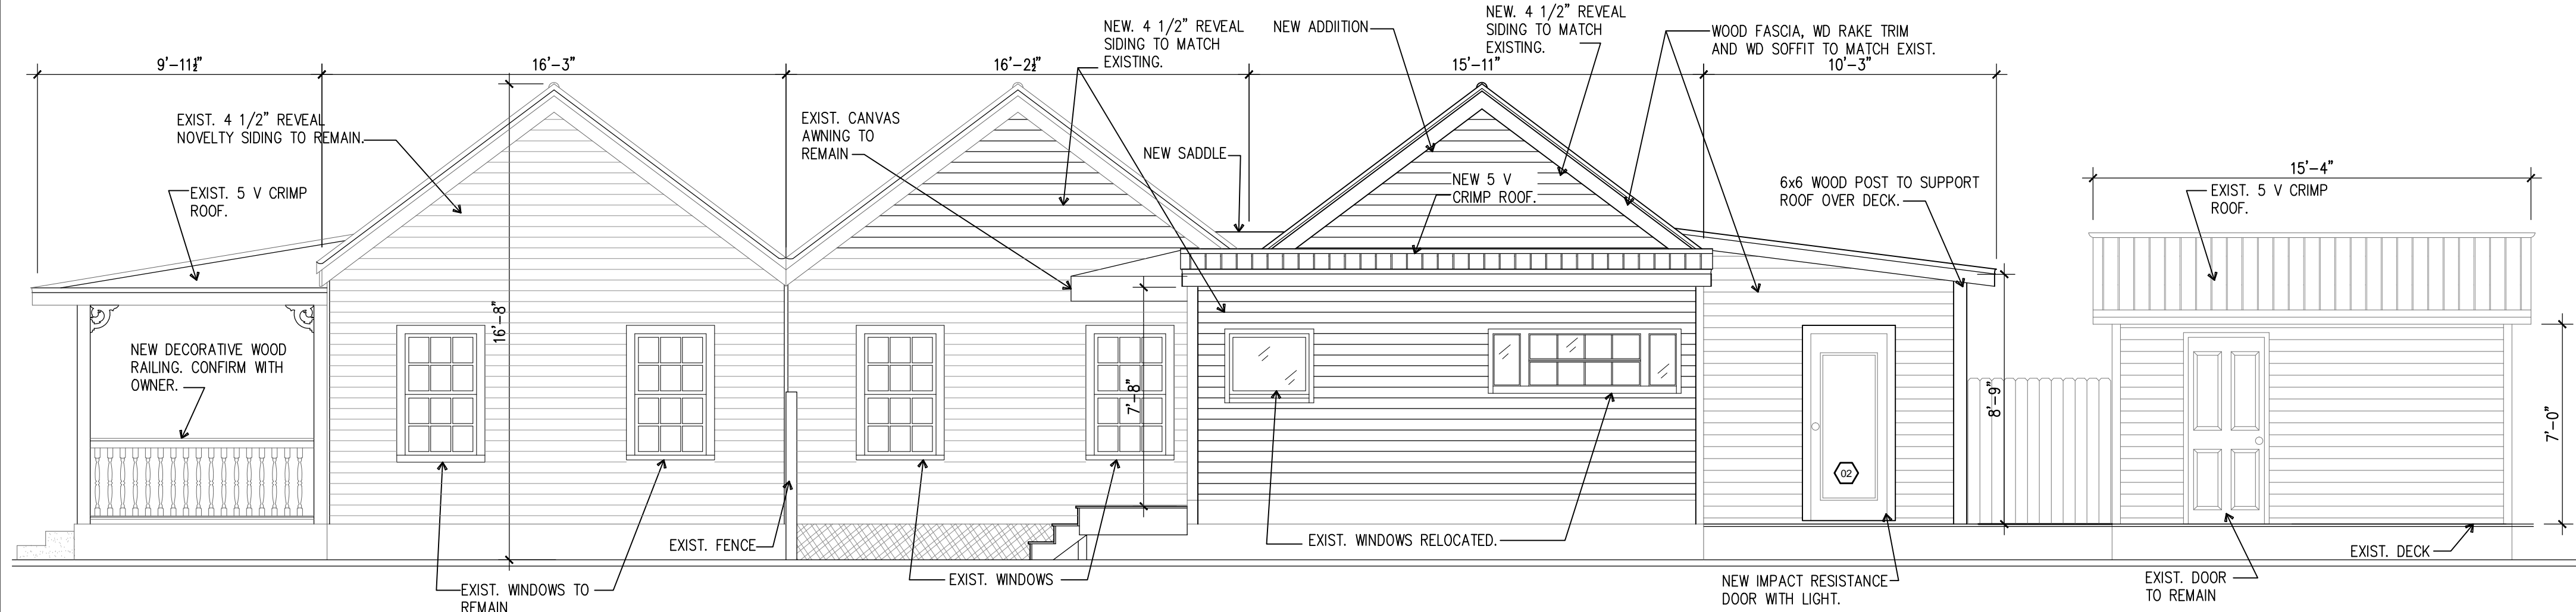 9'-11½"
16'-3"
16'-2½"
15'-11"
10'-3"
15'-4"
NEW. 4 1/2" REVEAL
SIDING TO MATCH
EXISTING.
NEW ADDIITION
NEW. 4 1/2" REVEAL
SIDING TO MATCH
EXISTING.
WOOD FASCIA, WD RAKE TRIM
AND WD SOFFIT TO MATCH EXIST.
EXIST. 4 1/2" REVEAL
NOVELTY SIDING TO REMAIN.
EXIST. CANVAS
AWNING TO
REMAIN
NEW SADDLE
EXIST. 5 V CRIMP
ROOF.
NEW 5 V
CRIMP ROOF.
6x6 WOOD POST TO SUPPORT
ROOF OVER DECK.
EXIST. 5 V CRIMP
ROOF.
16'-8"
NEW DECORATIVE WOOD
RAILING. CONFIRM WITH
OWNER.
7'-8"
8'-9"
7'-0"
02
EXIST. FENCE
EXIST. WINDOWS RELOCATED.
EXIST. DECK
EXIST. WINDOWS TO
REMAIN
EXIST. WINDOWS
NEW IMPACT RESISTANCE
DOOR WITH LIGHT.
EXIST. DOOR
TO REMAIN